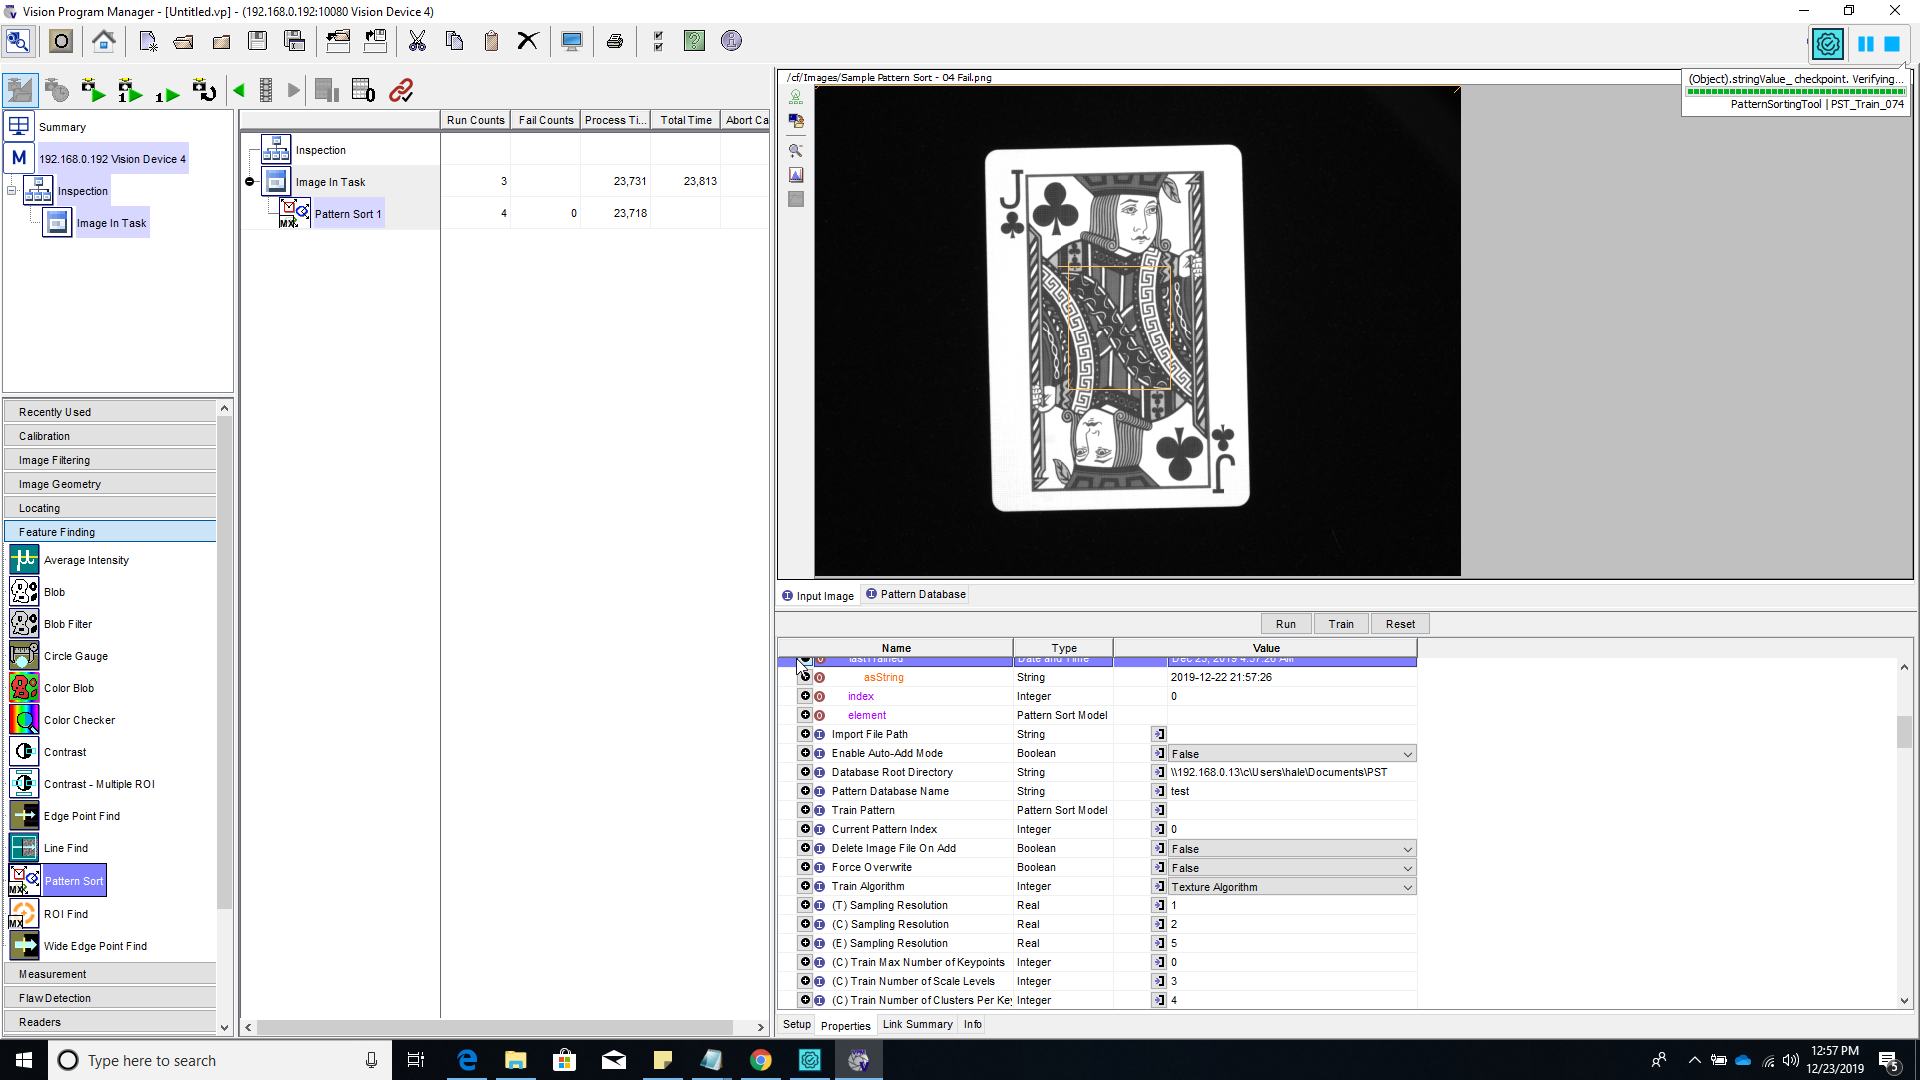 Vision Program Manager - [Untitled.vp] - (192.168.0.192:10080 Vision Device 4)
(Object).stringValue_ checkpoint. Verifying...
PatternSortingTool | PST_Train_074
Summary
M
192.168.0.192 Vision Device 4
Inspection
Image In Task
Run Counts
Fail Counts
Process Ti...
Total Time
Abort Ca
Inspection
Image In Task
3
23,731
23,813
Pattern Sort 1
4
0
23,718
/cf/Images/Sample Pattern Sort - 04 Fail.png
J
J
Input Image
Pattern Database
Run
Train
Reset
Recently Used
Calibration
Image Filtering
Image Geometry
Locating
Feature Finding
Average Intensity
Blob
Blob Filter
Circle Gauge
Color Blob
Color Checker
Contrast
Contrast - Multiple ROI
Edge Point Find
Line Find
Pattern Sort
ROI Find
Wide Edge Point Find
Measurement
Flaw Detection
Readers
Name
Type
Value
lastTrained
Date and Time
Dec 23, 2019 4:57:26 AM
asString
String
2019-12-22 21:57:26
index
Integer
0
element
Pattern Sort Model
Import File Path
String
Enable Auto-Add Mode
Boolean
False
Database Root Directory
String
\\192.168.0.13\c\Users\hale\Documents\PST
Pattern Database Name
String
test
Train Pattern
Pattern Sort Model
Current Pattern Index
Integer
0
Delete Image File On Add
Boolean
False
Force Overwrite
Boolean
False
Train Algorithm
Integer
Texture Algorithm
(T) Sampling Resolution
Real
1
(C) Sampling Resolution
Real
2
(E) Sampling Resolution
Real
5
(C) Train Max Number of Keypoints
Integer
0
(C) Train Number of Scale Levels
Integer
3
(C) Train Number of Clusters Per Key
Integer
4
Setup
Properties
Link Summary
Info
Type here to search
12:57 PM
12/23/2019
5